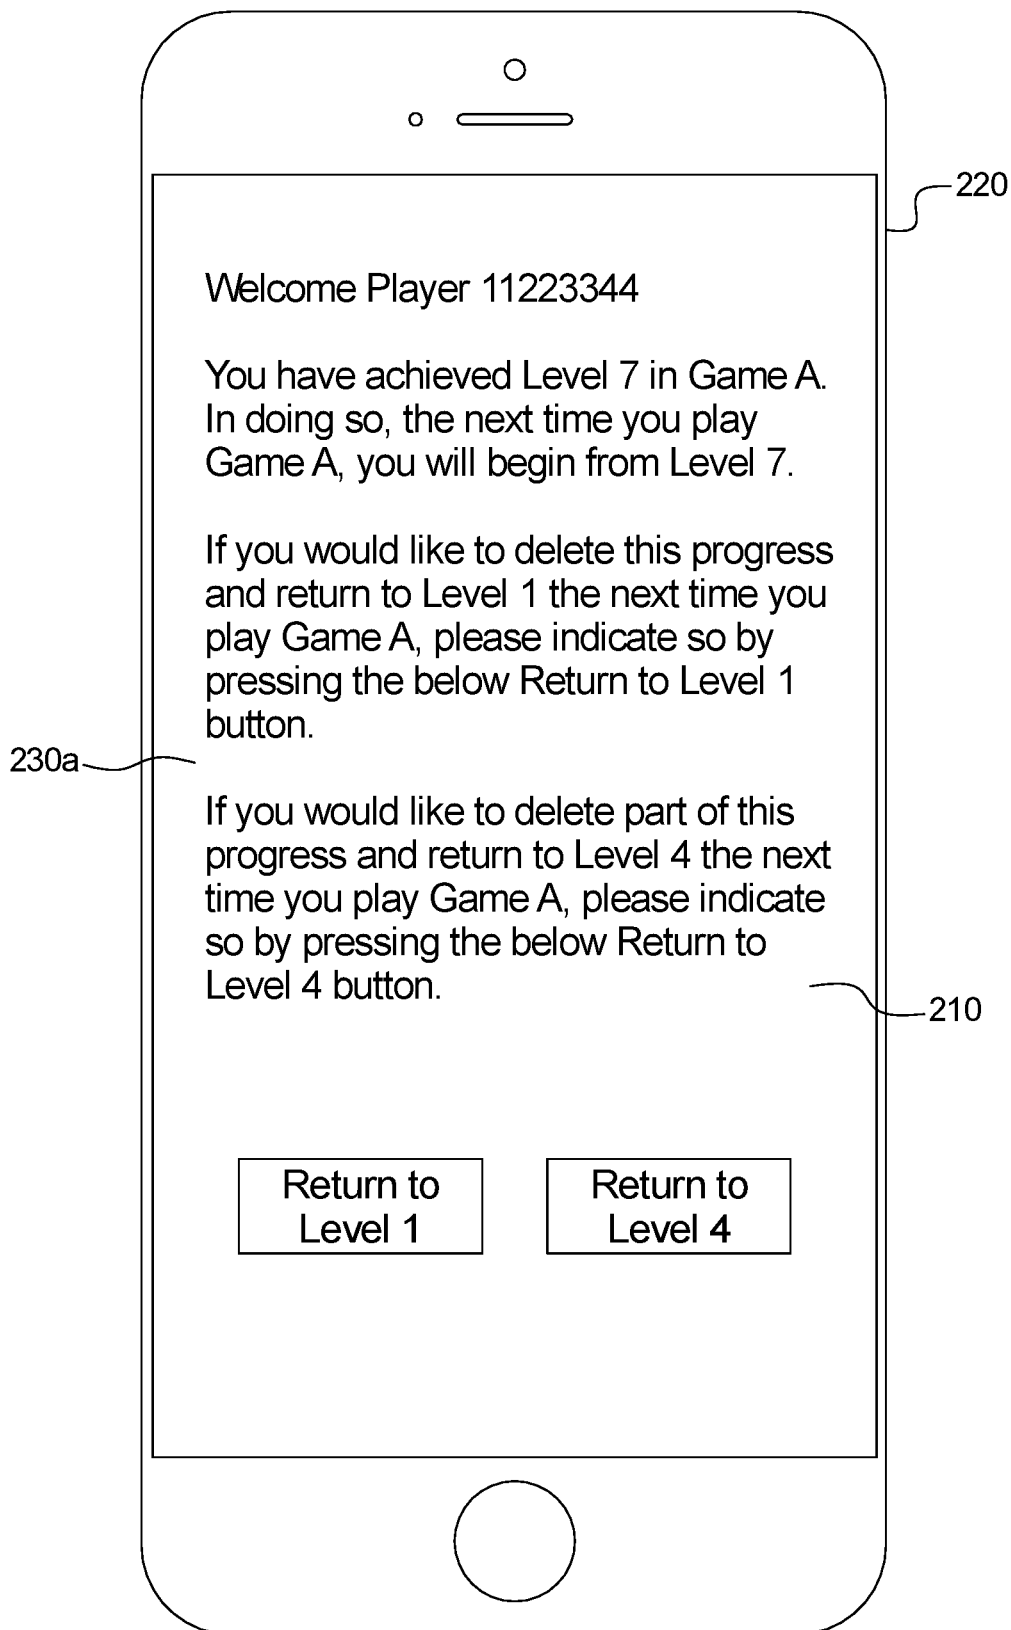 220
Welcome Player 11223344
You have achieved Level 7 in Game A.
In doing so, the next time you play
Game A, you will begin from Level 7.
If you would like to delete this progress
and return to Level 1 the next time you
play Game A, please indicate so by
pressing the below Return to Level 1
button.
230a
If you would like to delete part of this
progress and return to Level 4 the next
time you play Game A, please indicate
so by pressing the below Return to
Level 4 button.
210
Return to
Level 1
Return to
Level 4